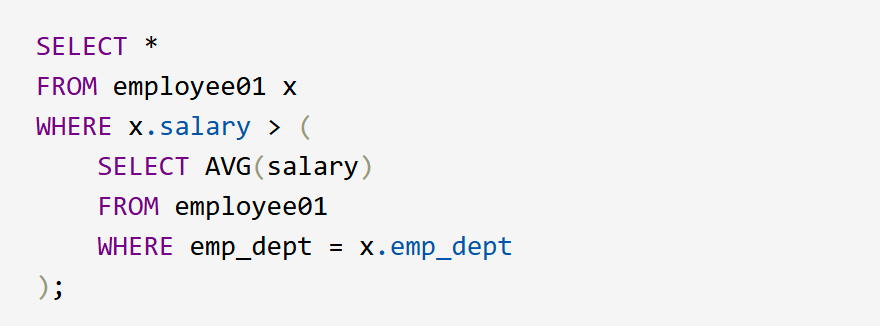 SELECT *
FROM employee01 x
WHERE x.salary > (
    SELECT AVG(salary)
    FROM employee01
    WHERE emp_dept = x.emp_dept
);